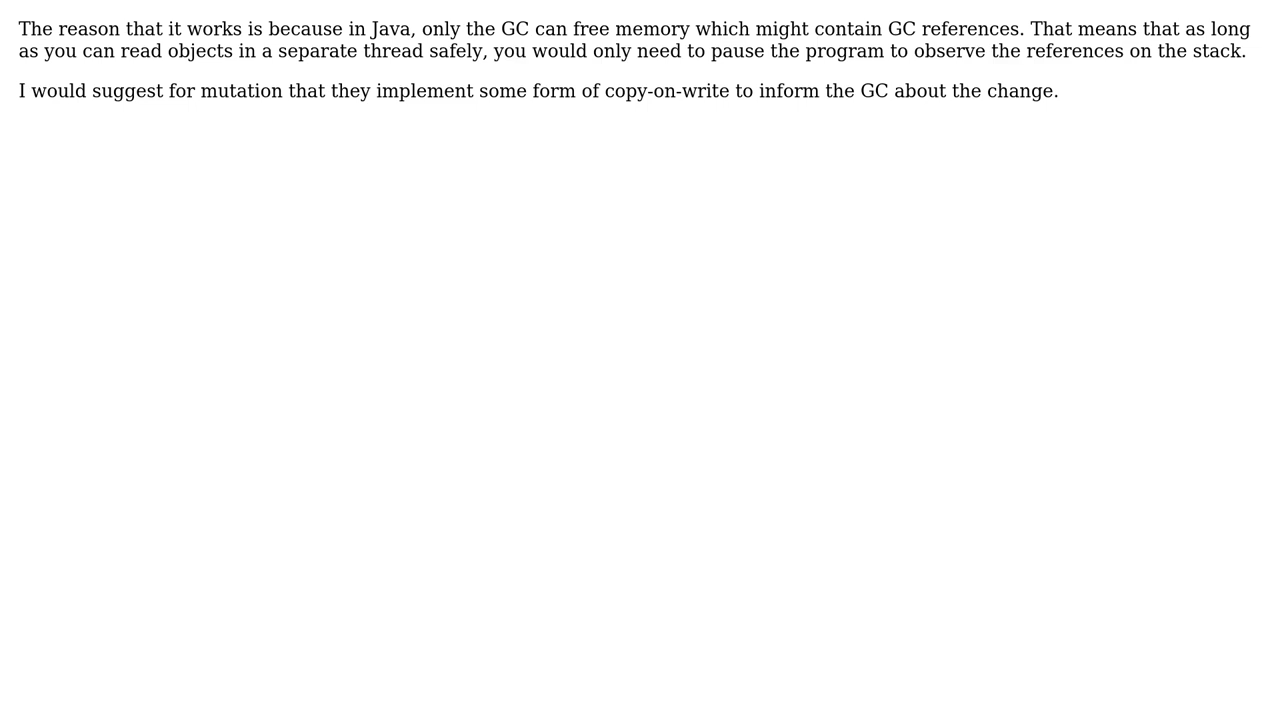 The reason that it works is because in Java, only the GC can free memory which might contain GC references. That means that as long
as you can read objects in a separate thread safely, you would only need to pause the program to observe the references on the stack.
I would suggest for mutation that they implement some form of copy-on-write to inform the GC about the change.